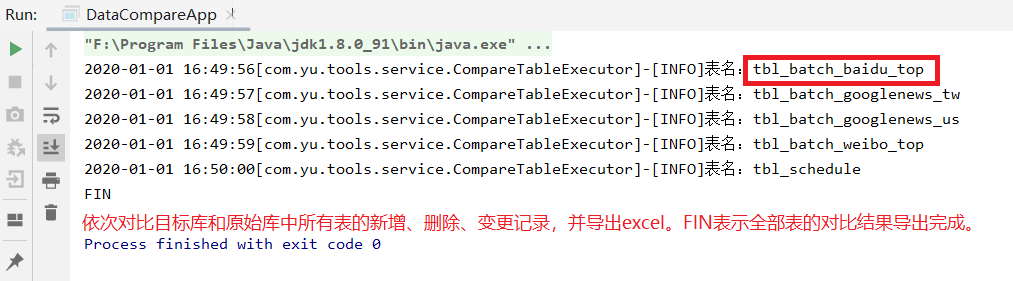 Run: DataCompareApp
"F:\Program Files\Java\jdk1.8.0_91\bin\java.exe" ...
2020-01-01 16:49:56[com.yu.tools.service.CompareTableExecutor]-[INFO]表名：tbl_batch_baidu_top
2020-01-01 16:49:57[com.yu.tools.service.CompareTableExecutor]-[INFO]表名：tbl_batch_googlenews_tw
2020-01-01 16:49:58[com.yu.tools.service.CompareTableExecutor]-[INFO]表名：tbl_batch_googlenews_us
2020-01-01 16:49:59[com.yu.tools.service.CompareTableExecutor]-[INFO]表名：tbl_batch_weibo_top
2020-01-01 16:50:00[com.yu.tools.service.CompareTableExecutor]-[INFO]表名：tbl_schedule
FIN
依次对比目标库和原始库中所有表的新增、删除、变更记录，并导出excel。FIN表示全部表的对比结果导出完成。
Process finished with exit code 0